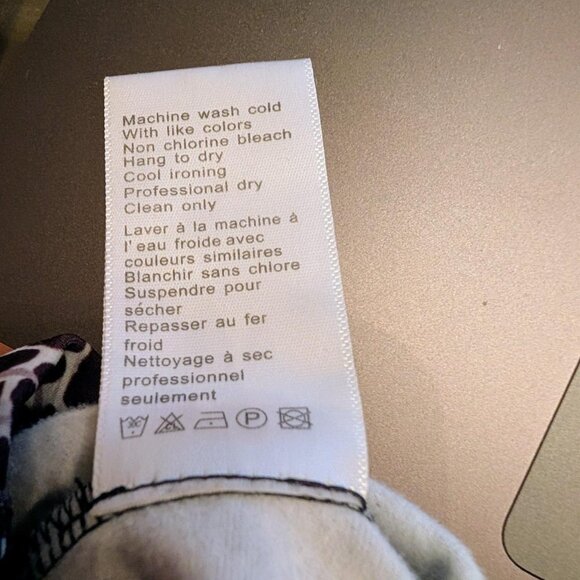 Machine wash cold
With like colors
Non chlorine bleach
Hang to dry
Cool ironing
Professional dry
Clean only
Laver à la machine à
l'eau froide avec
couleurs similaires
Blanchir sans chlore
Suspendre pour
sécher
Repasser au fer
froid
Nettoyage à sec
professionnel
seulement
P